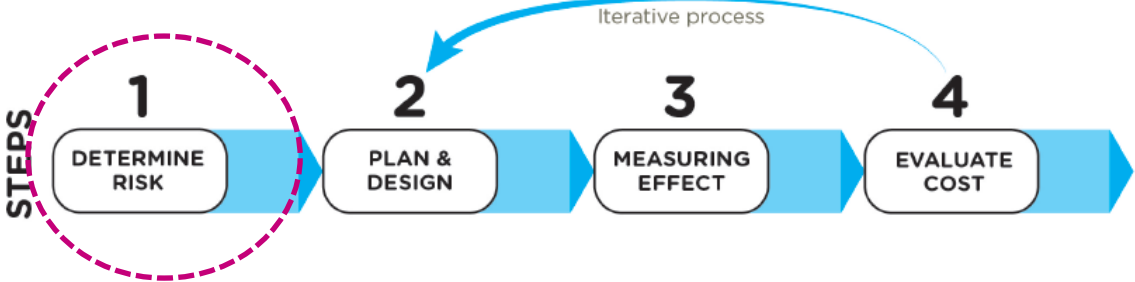 Iterative process
STEPS
1
DETERMINE
RISK
2
PLAN &
DESIGN
3
MEASURING
EFFECT
4
EVALUATE
COST